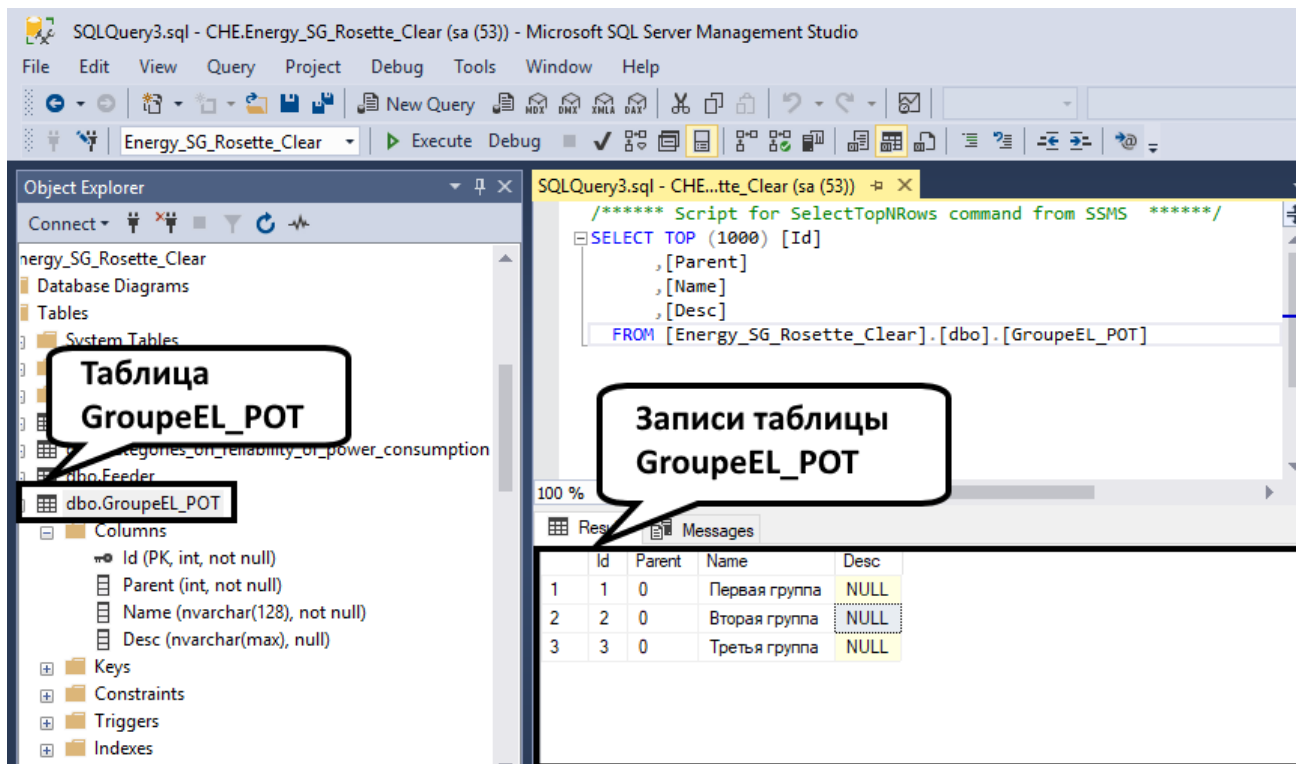 SQLQuery3.sql - CHE.Energy_SG_Rosette_Clear (sa (53)) - Microsoft SQL Server Management Studio
File Edit View Query Project Debug Tools Window Help
New Query MDX DMX XMLA DAX
Energy_SG_Rosette_Clear Execute Debug
Object Explorer
Connect
nergy_SG_Rosette_Clear
Database Diagrams
Tables
System Tables
Таблица
GroupeEL_POT
tegories_on_reliability_of_power_consumption
dbo.Feeder
dbo.GroupeEL_POT
Columns
Id (PK, int, not null)
Parent (int, not null)
Name (nvarchar(128), not null)
Desc (nvarchar(max), null)
Keys
Constraints
Triggers
Indexes
SQLQuery3.sql - CHE...tte_Clear (sa (53))
/****** Script for SelectTopNRows command from SSMS ******/
SELECT TOP (1000) [Id]
,[Parent]
,[Name]
,[Desc]
FROM [Energy_SG_Rosette_Clear].[dbo].[GroupeEL_POT]
Записи таблицы
GroupeEL_POT
100 %
Messages
Id Parent Name Desc
1 1 0 Первая группа NULL
2 2 0 Вторая группа NULL
3 3 0 Третья группа NULL